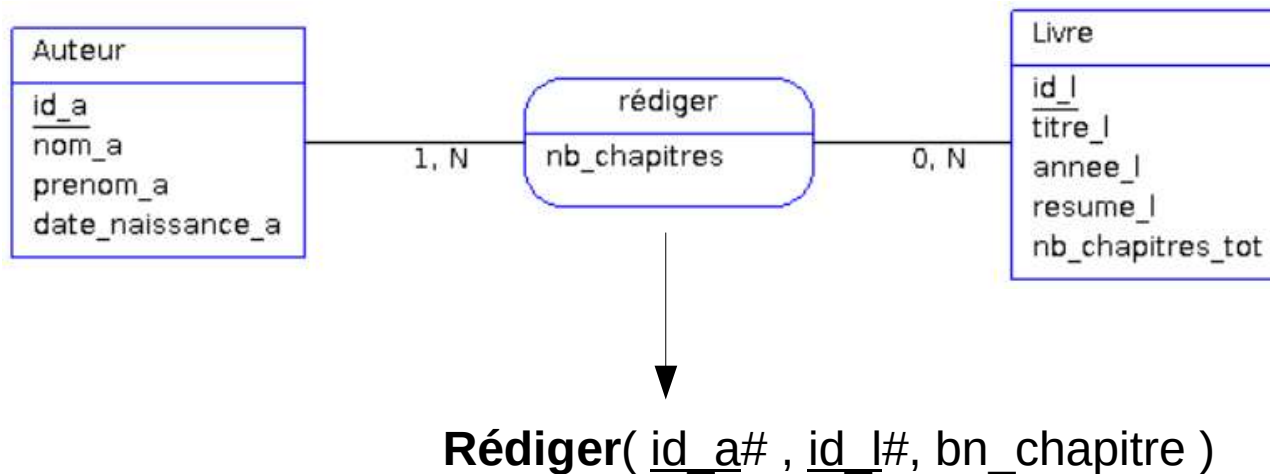 Auteur
id_a
nom_a
prenom_a
date_naissance_a
1, N
rédiger
nb_chapitres
0, N
Livre
id_l
titre_l
annee_l
resume_l
nb_chapitres_tot
Rédiger( id_a# , id_l#, bn_chapitre )